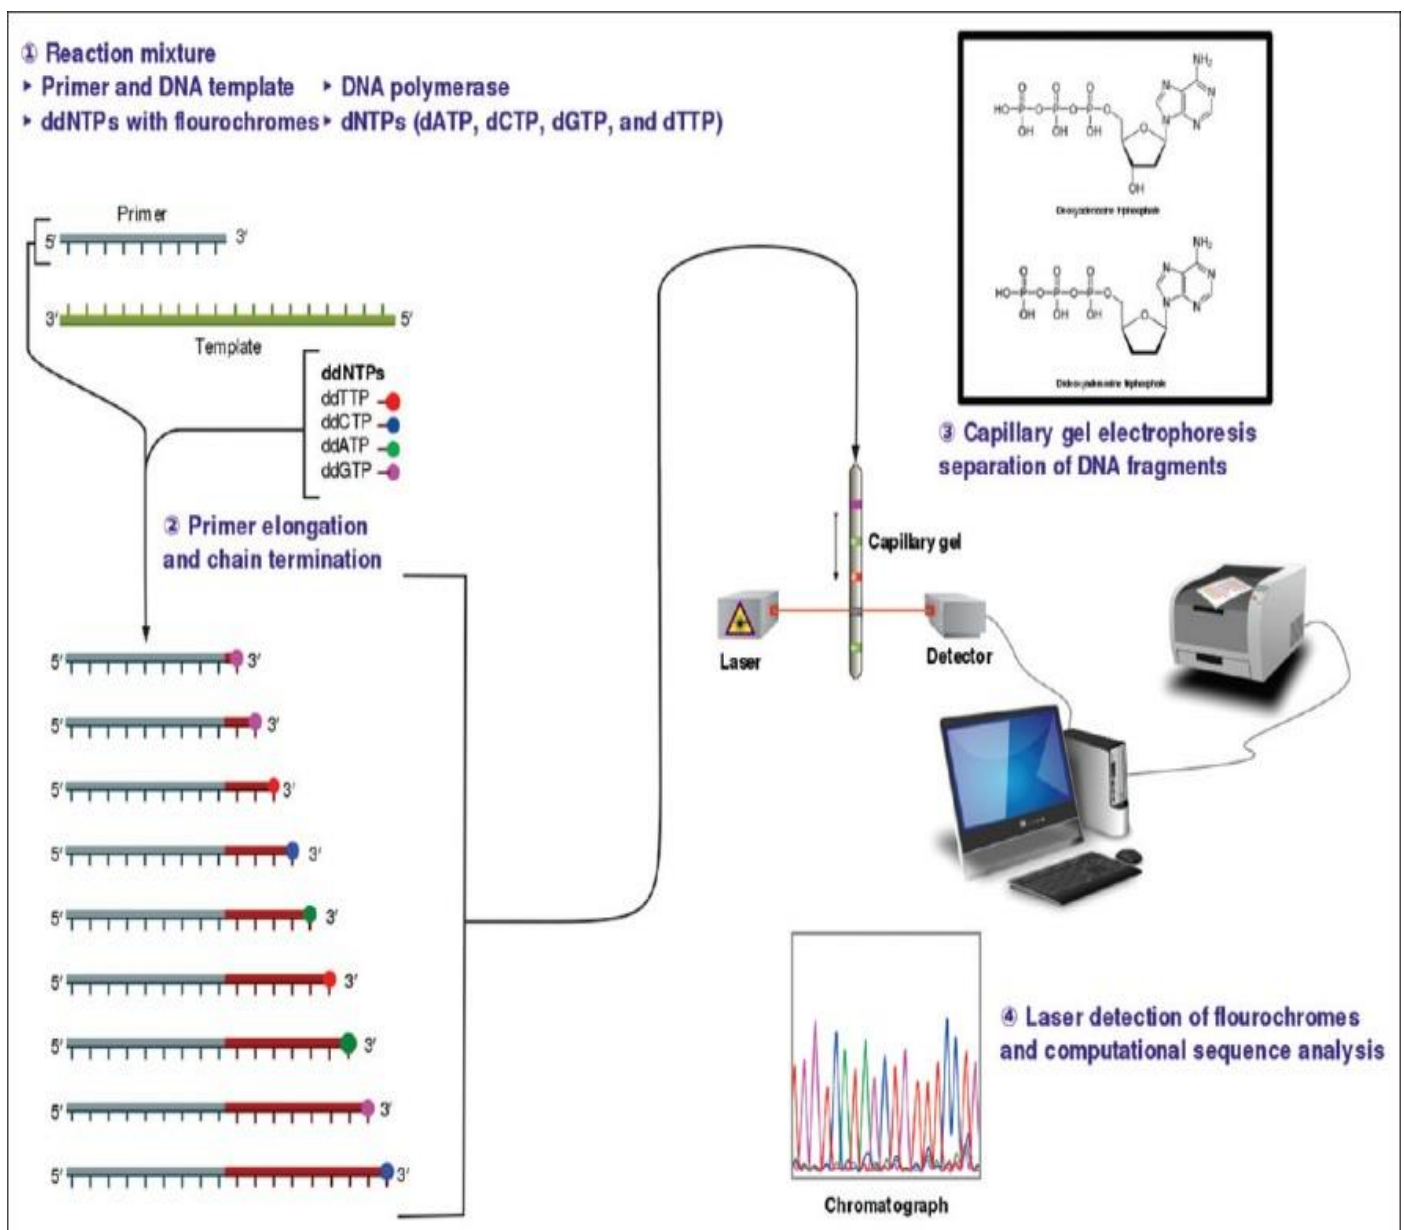 ① Reaction mixture
▸ Primer and DNA template ▸ DNA polymerase
▸ ddNTPs with flourochromes ▸ dNTPs (dATP, dCTP, dGTP, and dTTP)
Primer
5′ 3′
3′ 5′
Template
ddNTPs
ddTTP
ddCTP
ddATP
ddGTP
② Primer elongation
and chain termination
5′ 3′
5′ 3′
5′ 3′
5′ 3′
5′ 3′
5′ 3′
5′ 3′
5′ 3′
5′ 3′
NH₂
N N
N N
O O O
HO P O P O P O O
OH OH OH
OH
NH₂
N N
N N
O O O
HO P O P O P O O
OH OH OH
③ Capillary gel electrophoresis
separation of DNA fragments
Capillary gel
Laser
Detector
Chromatograph
④ Laser detection of flourochromes
and computational sequence analysis